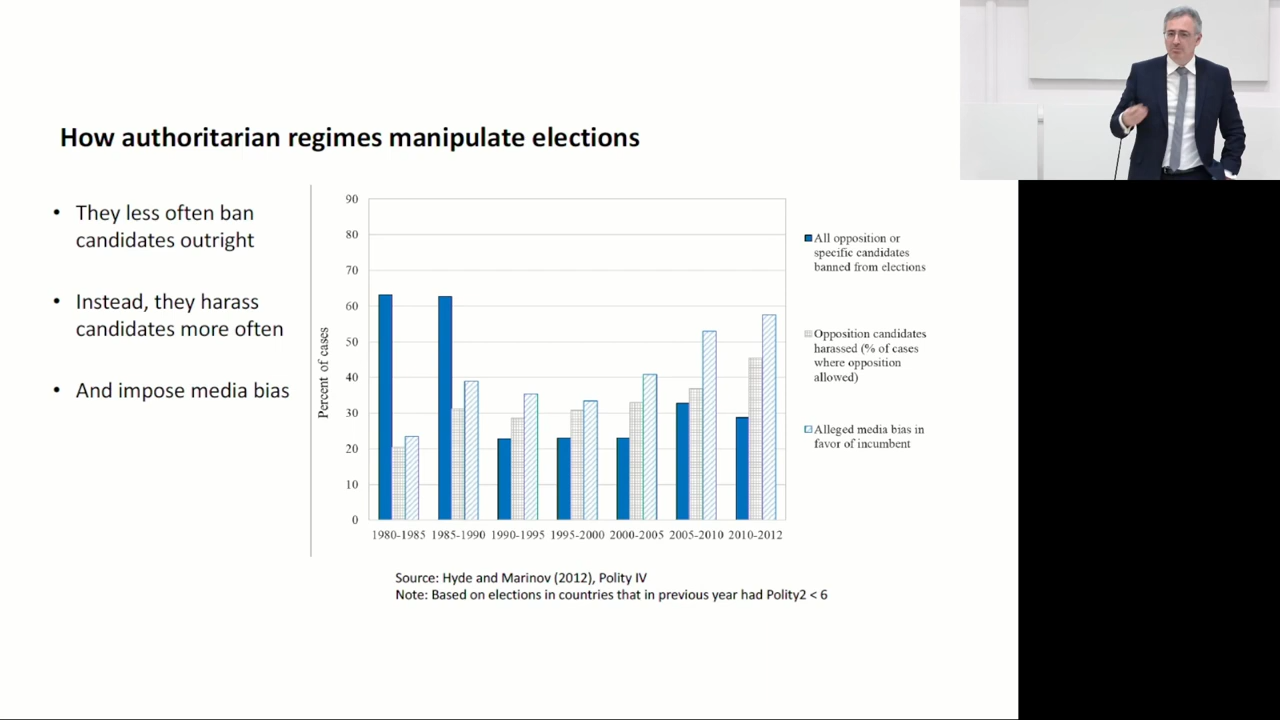 How authoritarian regimes manipulate elections
• They less often ban
candidates outright
• Instead, they harass
candidates more often
• And impose media bias
Percent of cases
90
80
70
60
50
40
30
20
10
0
1980-1985 1985-1990 1990-1995 1995-2000 2000-2005 2005-2010 2010-2012
All opposition or
specific candidates
banned from elections
Opposition candidates
harassed (% of cases
where opposition
allowed)
Alleged media bias in
favor of incumbent
Source: Hyde and Marinov (2012), Polity IV
Note: Based on elections in countries that in previous year had Polity2 < 6